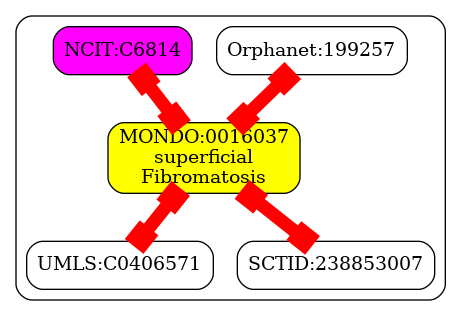 NCIT:C6814
Orphanet:199257
MONDO:0016037
superficial
Fibromatosis
UMLS:C0406571
SCTID:238853007